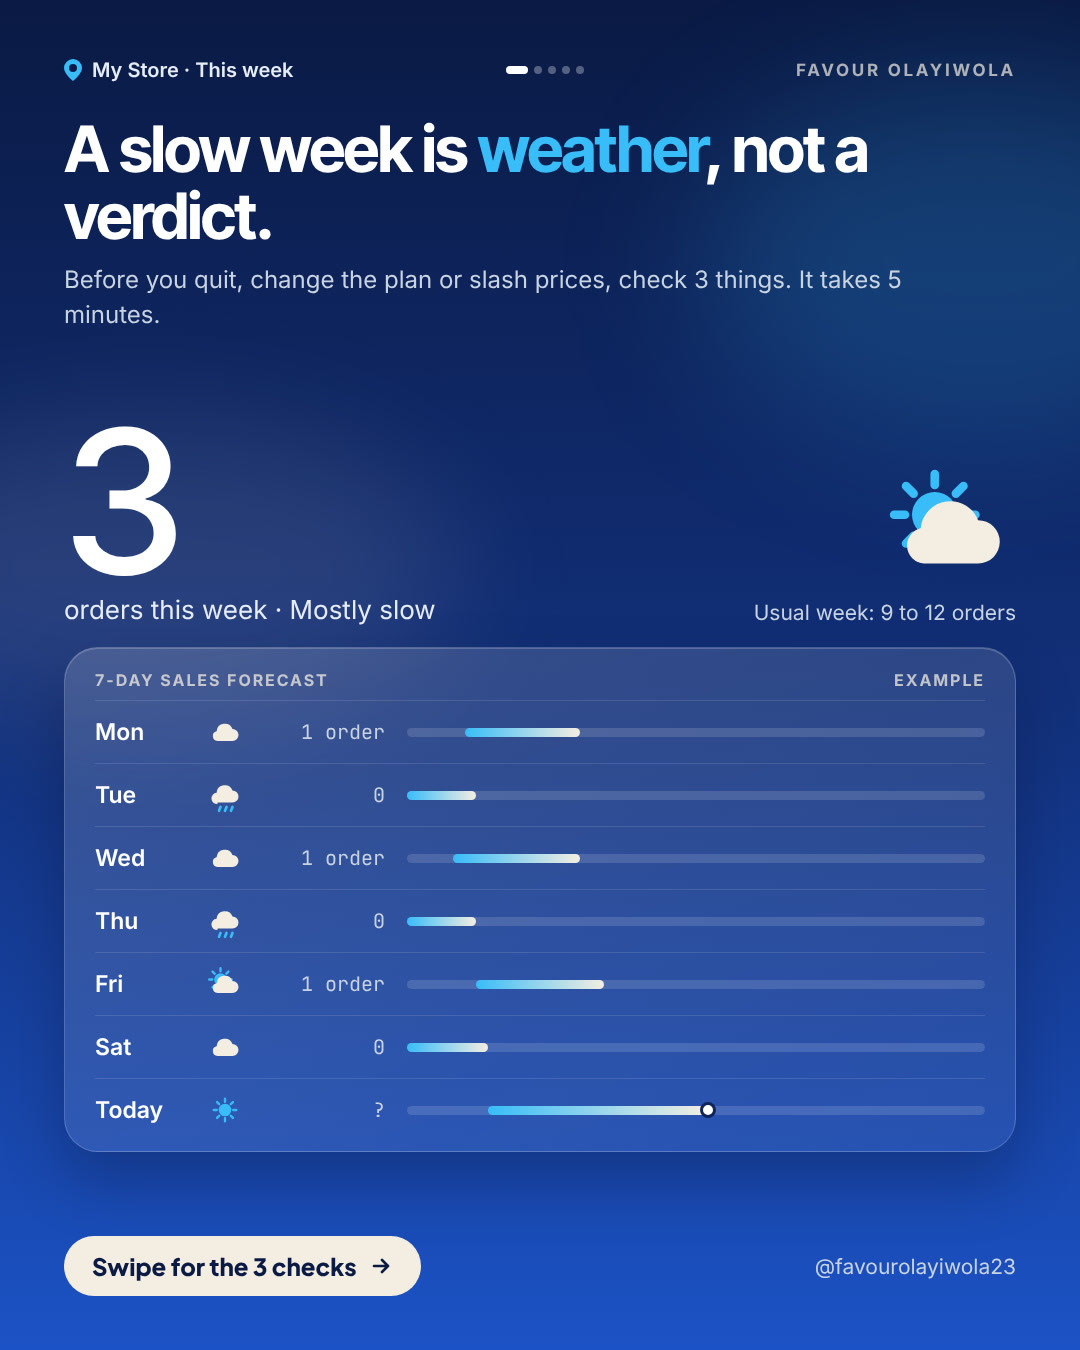 My Store · This week
FAVOUR OLAYIWOLA
A slow week is weather, not a
verdict.
Before you quit, change the plan or slash prices, check 3 things. It takes 5
minutes.
3
orders this week · Mostly slow
Usual week: 9 to 12 orders
7-DAY SALES FORECAST
EXAMPLE
Mon 1 order
Tue 0
Wed 1 order
Thu 0
Fri 1 order
Sat 0
Today ?
Swipe for the 3 checks →
@favourolayiwola23